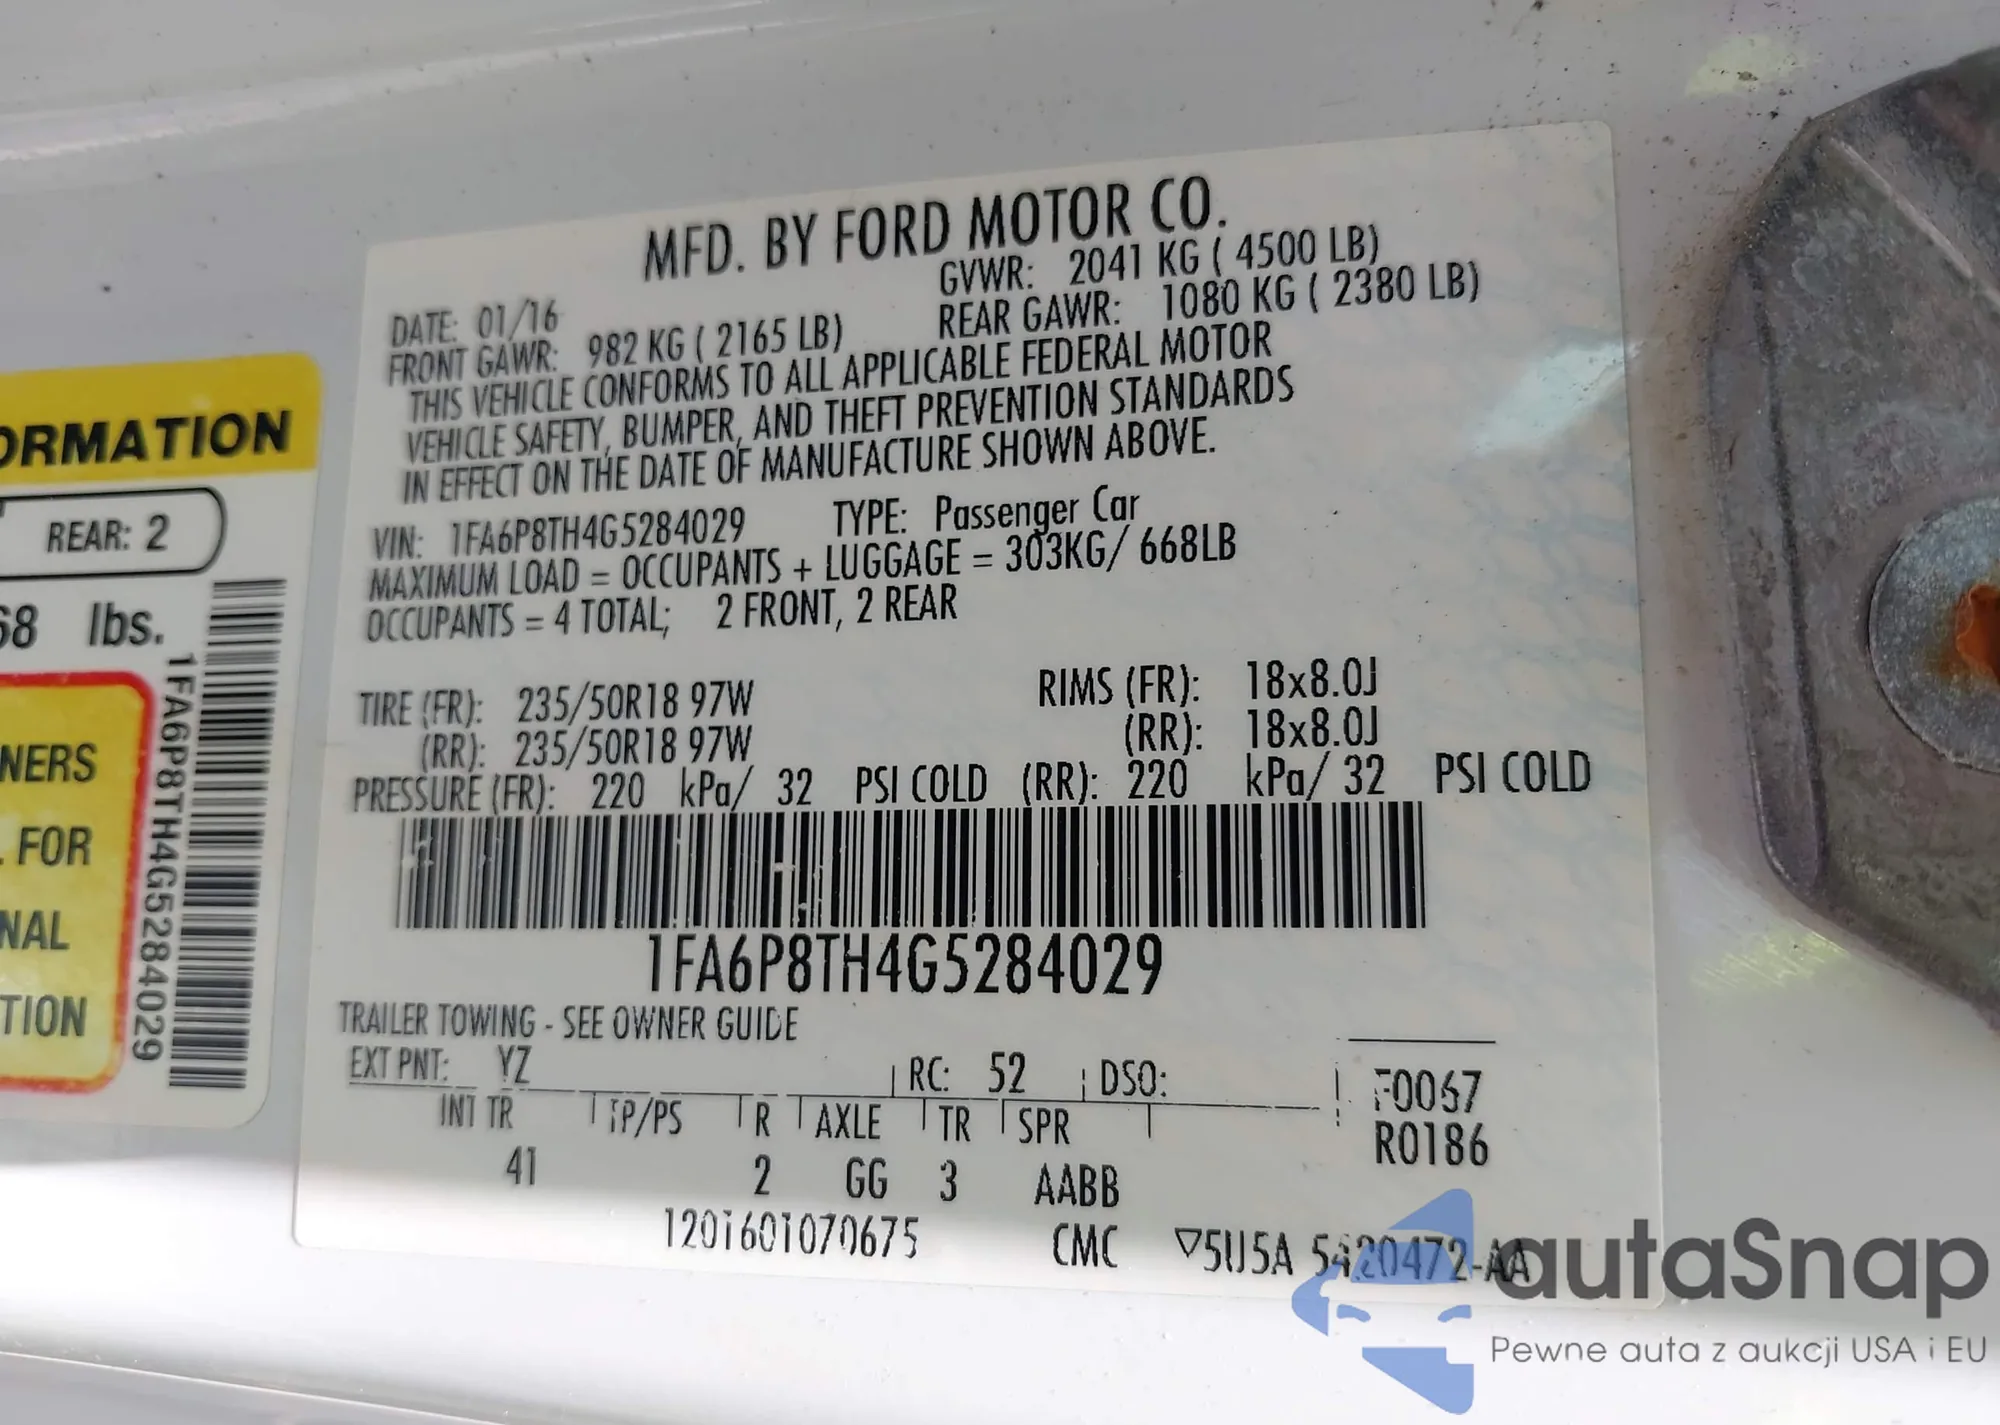 MFD. BY FORD MOTOR CO.
DATE: 01/16 GVWR: 2041 KG ( 4500 LB)
FRONT GAWR: 982 KG ( 2165 LB) REAR GAWR: 1080 KG ( 2380 LB)
THIS VEHICLE CONFORMS TO ALL APPLICABLE FEDERAL MOTOR
VEHICLE SAFETY, BUMPER, AND THEFT PREVENTION STANDARDS
IN EFFECT ON THE DATE OF MANUFACTURE SHOWN ABOVE.
VIN: 1FA6P8TH4G5284029 TYPE: Passenger Car
MAXIMUM LOAD = OCCUPANTS + LUGGAGE = 303KG/ 668LB
OCCUPANTS = 4 TOTAL; 2 FRONT, 2 REAR
TIRE (FR): 235/50R18 97W RIMS (FR): 18x8.0J
(RR): 235/50R18 97W (RR): 18x8.0J
PRESSURE (FR): 220 kPa/ 32 PSI COLD (RR): 220 kPa/ 32 PSI COLD
1FA6P8TH4G5284029
TRAILER TOWING - SEE OWNER GUIDE
EXT PNT: YZ RC: 52 DSO:
F0067
INT TR TP/PS R AXLE TR SPR
R0186
41 2 GG 3 AABB
1201601070675 CMC ▽5U5A 5420472-AA
ORMATION
REAR: 2
68 lbs.
NERS
. FOR
NAL
TION
1FA6P8TH4G5284029
autaSnap
Pewne auta z aukcji USA i EU